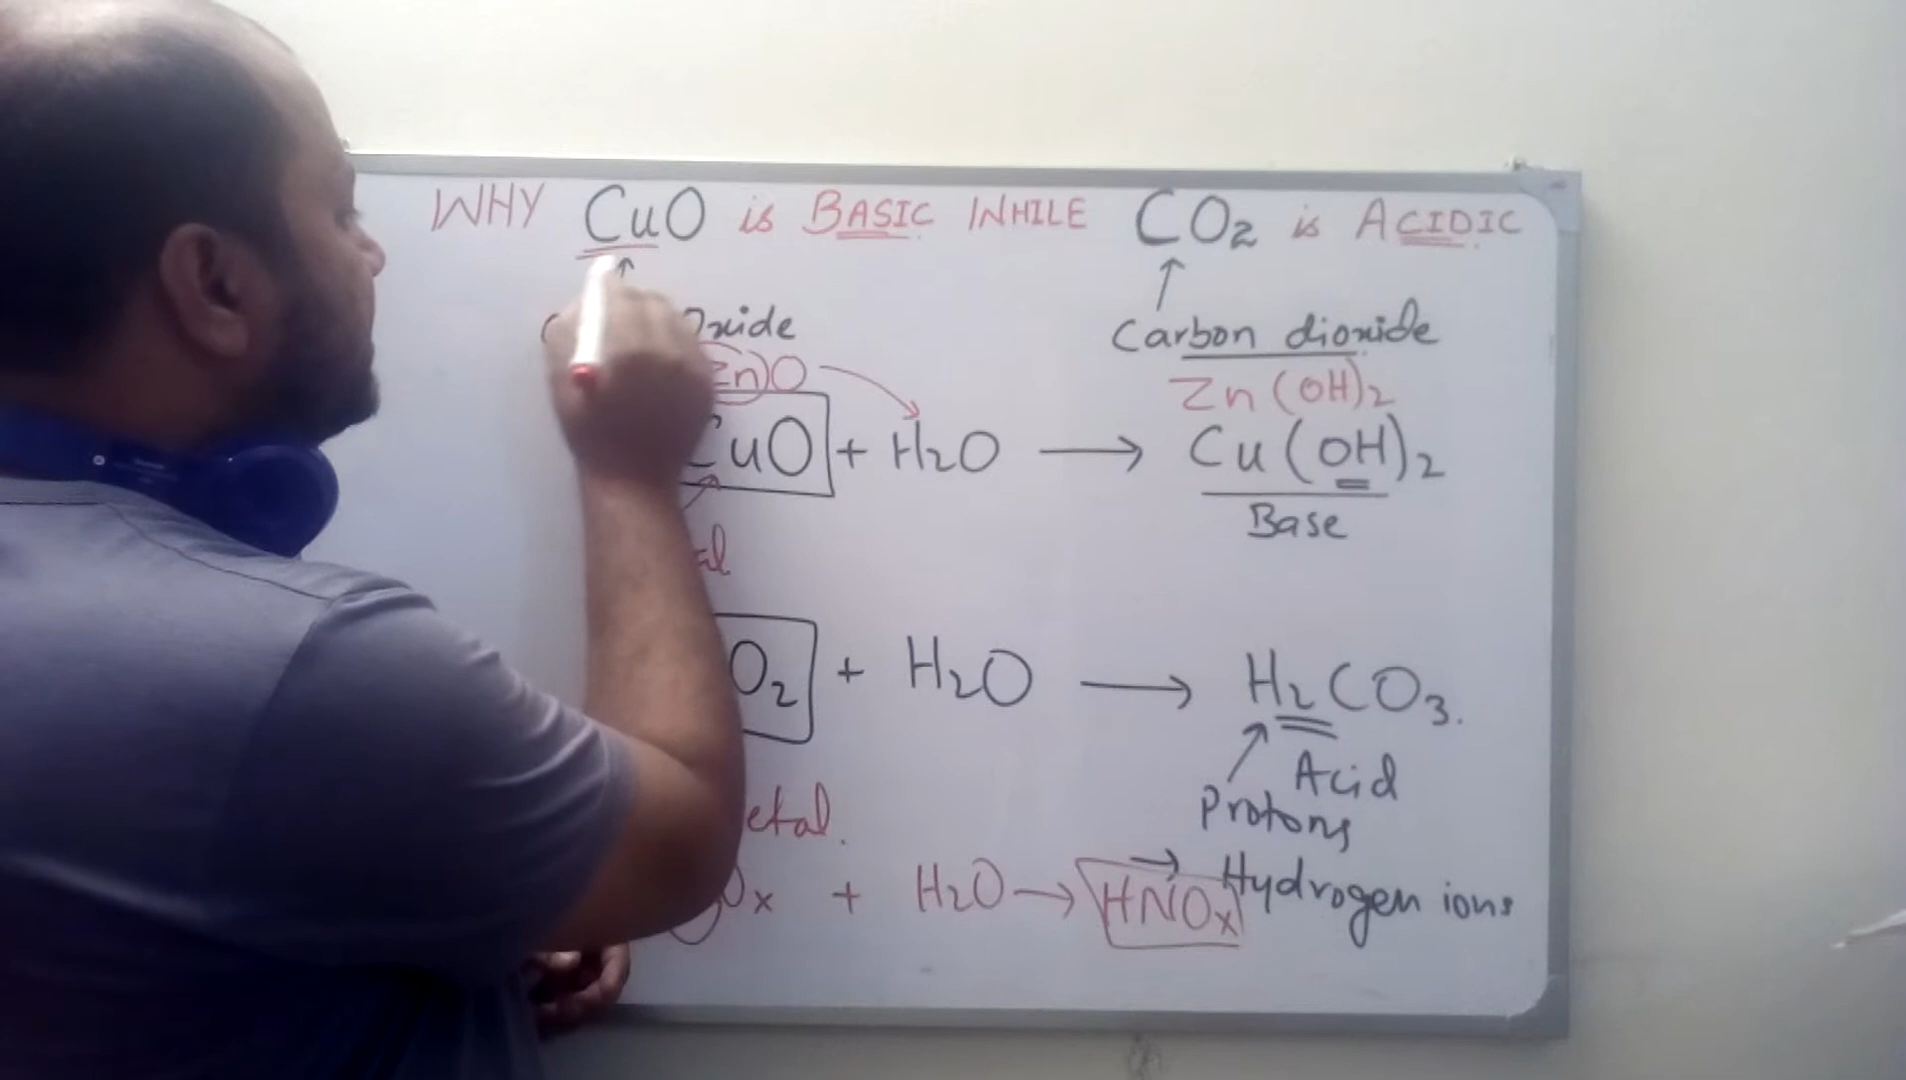 WHY CuO is BASIC WHILE CO₂ is ACIDIC
Oxide
Carbon dioxide
ZnO
Zn(OH)₂
CuO + H₂O → Cu(OH)₂
Base
al
O₂ + H₂O → H₂CO₃.
Acid
Protons
etal.
→ Hydrogen ions
Oₓ + H₂O → HNOₓ